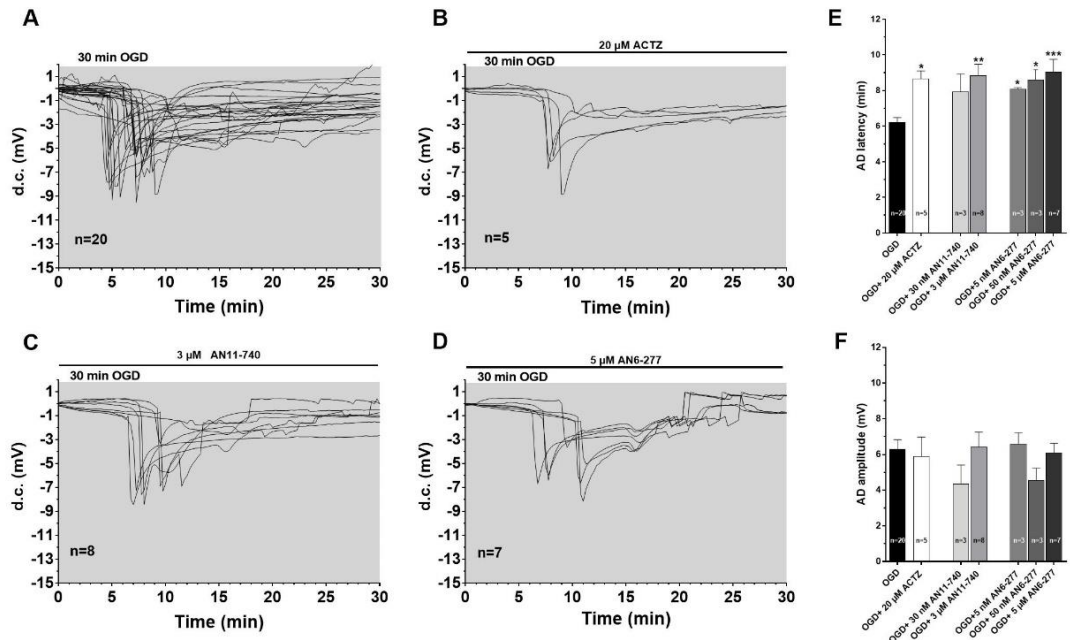 A
30 min OGD
d.c. (mV)
1
-1
-3
-5
-7
-9
-11
-13
-15
n=20
0 5 10 15 20 25 30
Time (min)
B
20 µM ACTZ
30 min OGD
d.c. (mV)
1
-1
-3
-5
-7
-9
-11
-13
-15
n=5
0 5 10 15 20 25 30
Time (min)
E
AD latency (min)
12
10
8
6
4
2
0
* ** * * ***
n=20 n=5 n=3 n=8 n=3 n=3 n=7
OGD
OGD+ 20 µM ACTZ
OGD+ 30 nM AN11-740
OGD+ 3 µM AN11-740
OGD+5 nM AN6-277
OGD+ 50 nM AN6-277
OGD+ 5 µM AN6-277
C
3 µM AN11-740
30 min OGD
d.c. (mV)
1
-1
-3
-5
-7
-9
-11
-13
-15
n=8
0 5 10 15 20 25 30
Time (min)
D
5 µM AN6-277
30 min OGD
d.c. (mV)
1
-1
-3
-5
-7
-9
-11
-13
-15
n=7
0 5 10 15 20 25 30
Time (min)
F
AD amplitude (mV)
12
10
8
6
4
2
0
n=20 n=5 n=3 n=8 n=3 n=3 n=7
OGD
OGD+ 20 µM ACTZ
OGD+ 30 nM AN11-740
OGD+ 3 µM AN11-740
OGD+5 nM AN6-277
OGD+ 50 nM AN6-277
OGD+ 5 µM AN6-277